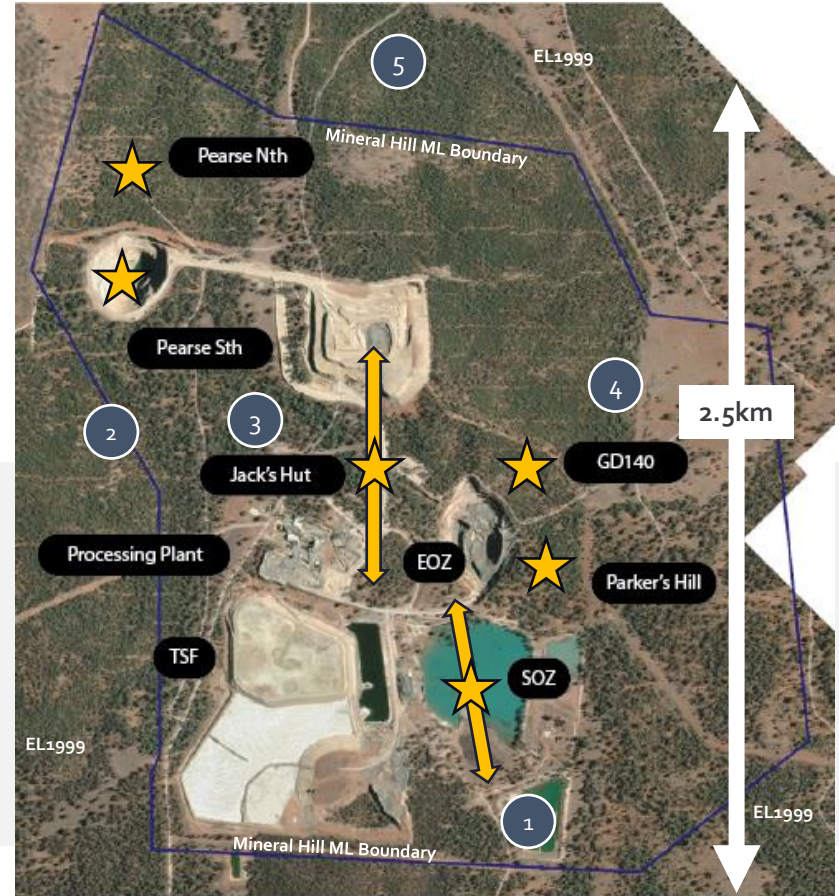 5
EL1999
Mineral Hill ML Boundary
Pearse Nth
Pearse Sth
4
2.5km
3
2
Jack's Hut
GD140
Processing Plant
EOZ
Parker's Hill
TSF
SOZ
EL1999
1
EL1999
Mineral Hill ML Boundary